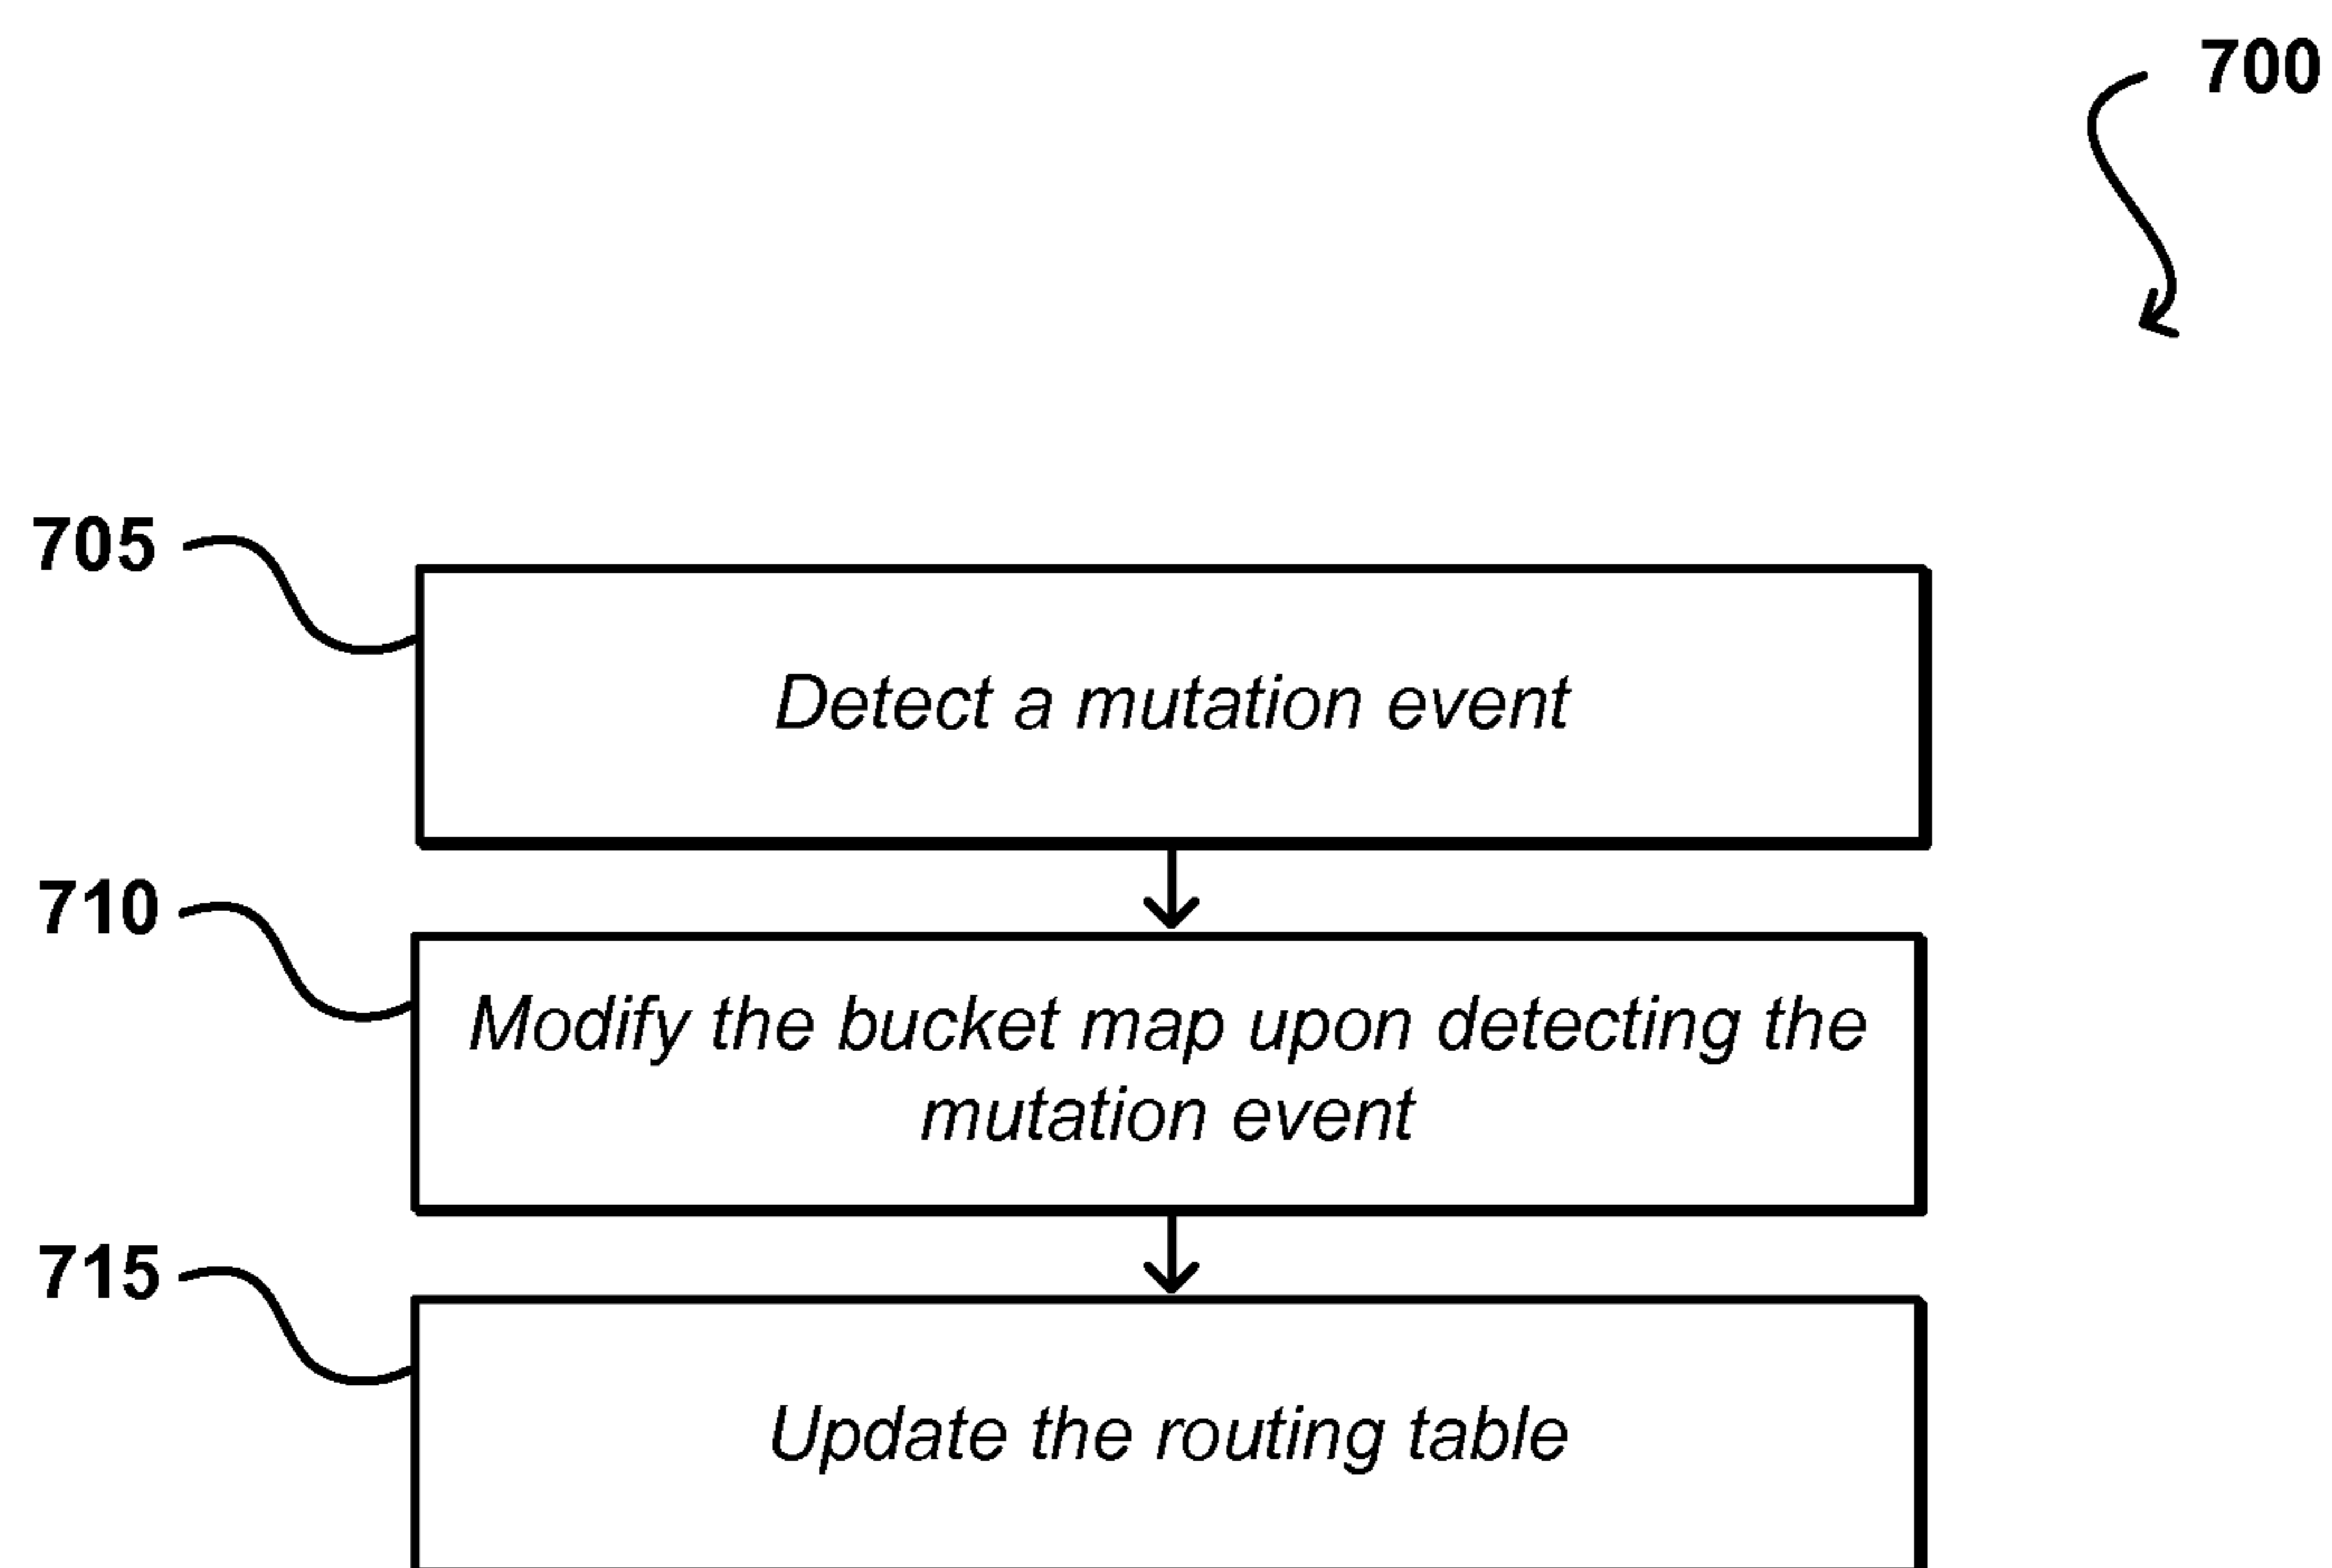 700
705
Detect a mutation event
710
Modify the bucket map upon detecting the
mutation event
715
Update the routing table